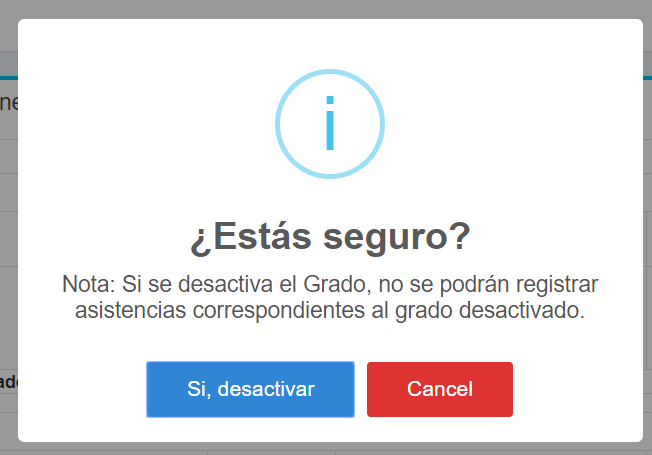 ¿Estás seguro?
Nota: Si se desactiva el Grado, no se podrán registrar
asistencias correspondientes al grado desactivado.
Si, desactivar
Cancel